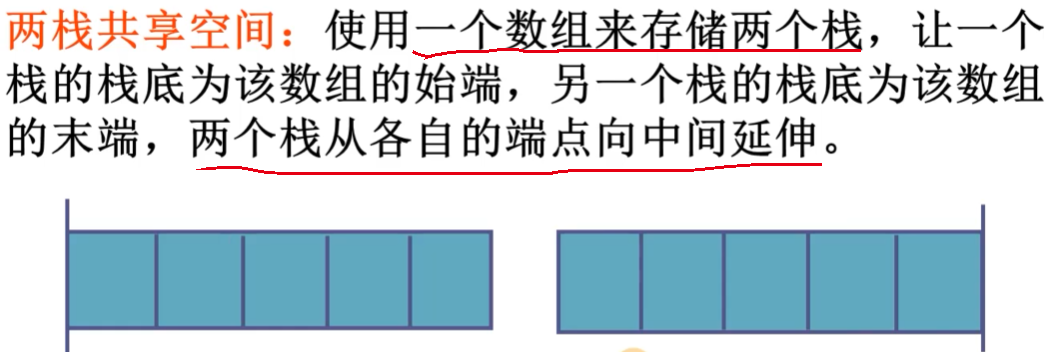 两栈共享空间：使用一个数组来存储两个栈，让一个
栈的栈底为该数组的始端，另一个栈的栈底为该数组
的末端，两个栈从各自的端点向中间延伸。